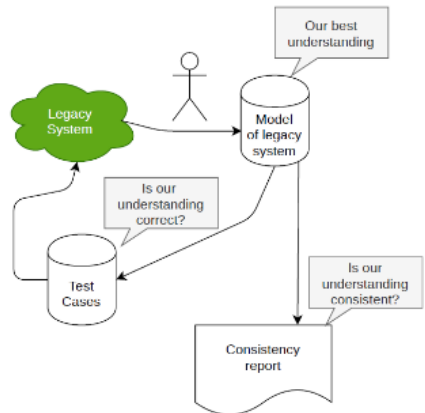 Our best
understanding
Legacy
System
Model
of legacy
system
Is our
understanding
correct?
Test
Cases
Is our
understanding
consistent?
Consistency
report